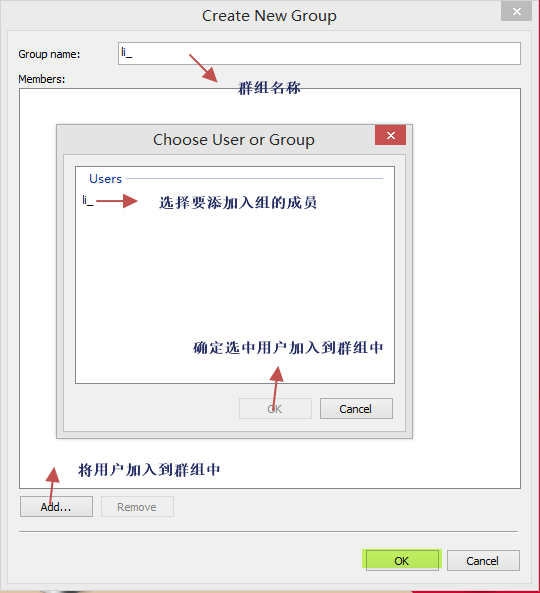 Create New Group
Group name:
li_
群组名称
Members:
Choose User or Group
Users
li_
选择要添加入组的成员
确定选中用户加入到群组中
OK
Cancel
将用户加入到群组中
Add...
Remove
OK
Cancel